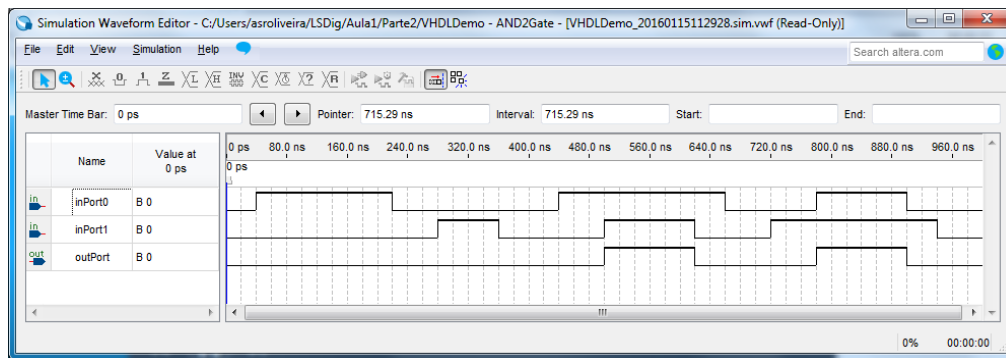 Simulation Waveform Editor - C:/Users/asroliveira/LSDig/Aula1/Parte2/VHDLDemo - AND2Gate - [VHDLDemo_20160115112928.sim.vwf (Read-Only)]
File Edit View Simulation Help Search altera.com
Master Time Bar: 0 ps Pointer: 715.29 ns Interval: 715.29 ns Start: End:
Name Value at 0 ps
0 ps 80.0 ns 160.0 ns 240.0 ns 320.0 ns 400.0 ns 480.0 ns 560.0 ns 640.0 ns 720.0 ns 800.0 ns 880.0 ns 960.0 ns
0 ps
in inPort0 B 0
in inPort1 B 0
out outPort B 0
0% 00:00:00